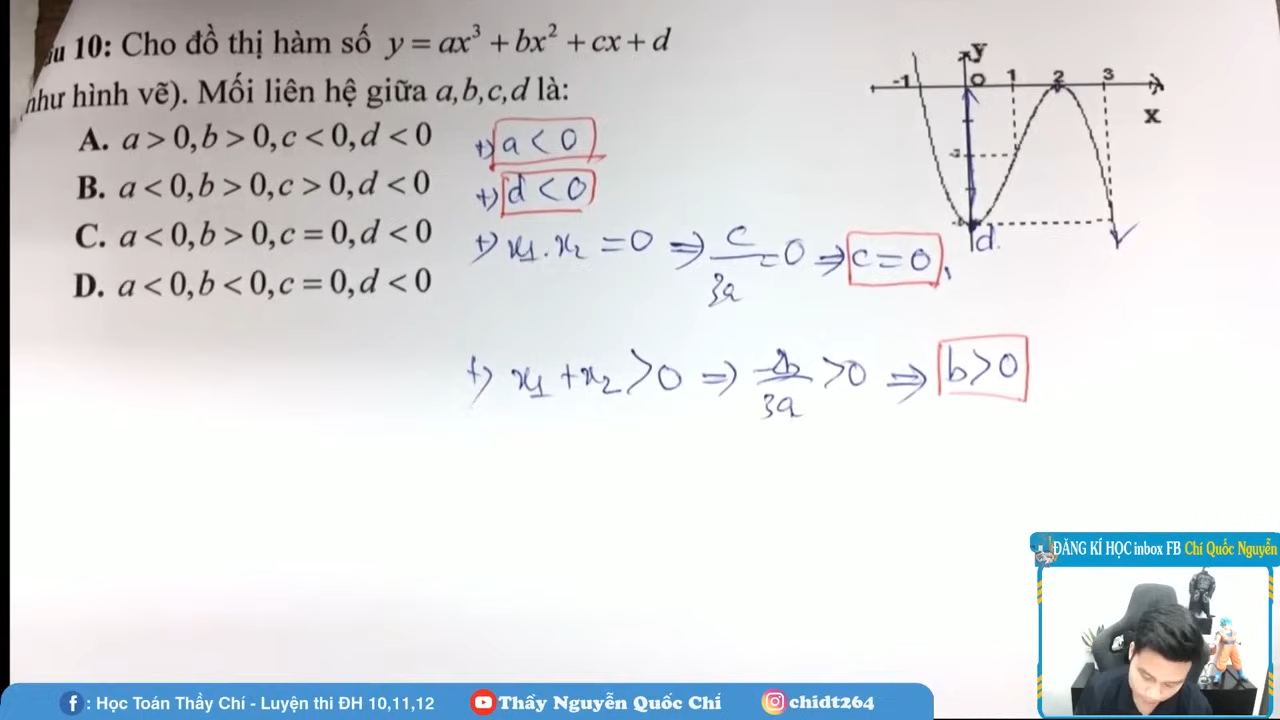 âu 10: Cho đồ thị hàm số y = ax³ + bx² + cx + d
như hình vẽ). Mối liên hệ giữa a,b,c,d là:
A. a > 0, b > 0, c < 0, d < 0
B. a < 0, b > 0, c > 0, d < 0
C. a < 0, b > 0, c = 0, d < 0
D. a < 0, b < 0, c = 0, d < 0
y
-1 O 1 2 3
x
d
+) a < 0
+) d < 0
+) x₁.x₂ = 0 ⇒ c/3a = 0 ⇒ c = 0
+) x₁ + x₂ > 0 ⇒ -2b/3a > 0 ⇒ b > 0
ĐĂNG KÍ HỌC inbox FB Chí Quốc Nguyễn
: Học Toán Thầy Chí - Luyện thi ĐH 10,11,12
Thầy Nguyễn Quốc Chí
chidt264